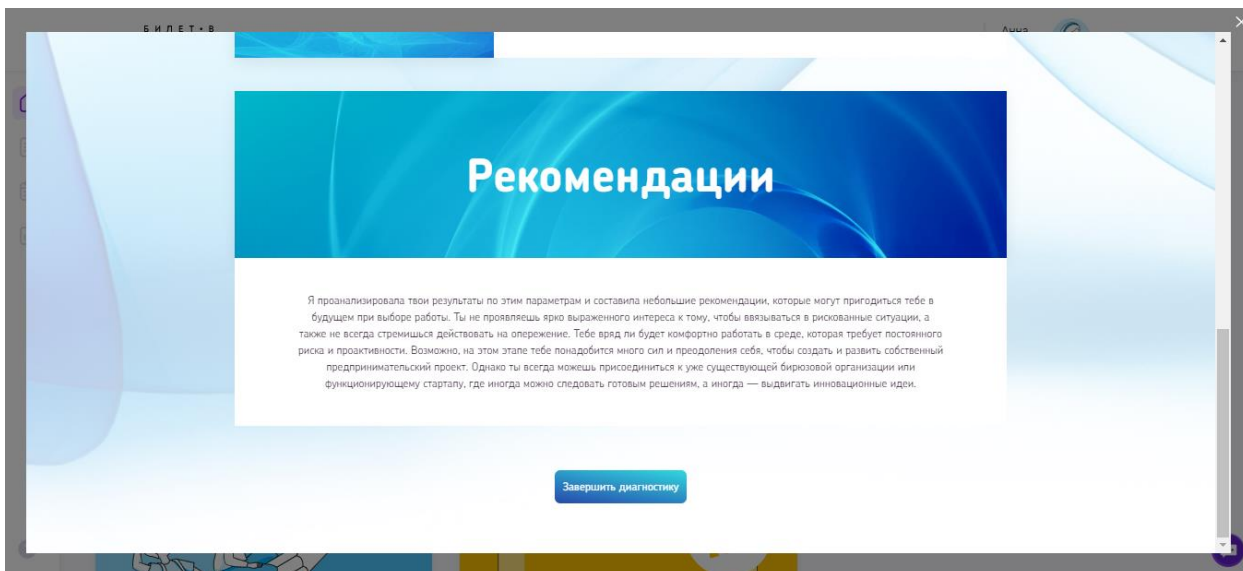 БИЛЕТ • В
Анна
Рекомендации
Я проанализировала твои результаты по этим параметрам и составила небольшие рекомендации, которые могут пригодиться тебе в
будущем при выборе работы. Ты не проявляешь ярко выраженного интереса к тому, чтобы ввязываться в рискованные ситуации, а
также не всегда стремишься действовать на опережение. Тебе вряд ли будет комфортно работать в среде, которая требует постоянного
риска и проактивности. Возможно, на этом этапе тебе понадобится много сил и преодоления себя, чтобы создать и развить собственный
предпринимательский проект. Однако ты всегда можешь присоединиться к уже существующей бирюзовой организации или
функционирующему стартапу, где иногда можно следовать готовым решениям, а иногда — выдвигать инновационные идеи.
Завершить диагностику